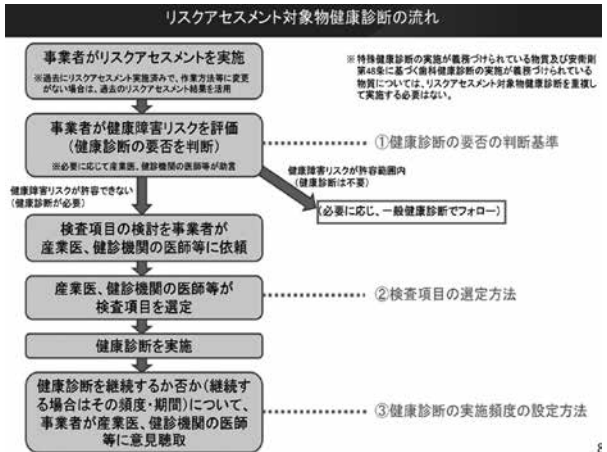 リスクアセスメント対象物健康診断の流れ
事業者がリスクアセスメントを実施
※過去にリスクアセスメント実施済みで、作業方法等に変更
がない場合は、過去のリスクアセスメント結果を活用
※ 特殊健康診断の実施が義務づけられている物質及び安衛則
第48条に基づく歯科健康診断の実施が義務づけられている
物質については、リスクアセスメント対象物健康診断を重複し
て実施する必要はない。
事業者が健康障害リスクを評価
(健康診断の要否を判断)
※必要に応じて産業医、健診機関の医師等が助言
①健康診断の要否の判断基準
健康障害リスクが許容できない
(健康診断が必要)
健康障害リスクが許容範囲内
(健康診断は不要)
(必要に応じ、一般健康診断でフォロー)
検査項目の検討を事業者が
産業医、健診機関の医師等に依頼
産業医、健診機関の医師等が
検査項目を選定
②検査項目の選定方法
健康診断を実施
健康診断を継続するか否か(継続す
る場合はその頻度・期間)について、
事業者が産業医、健診機関の医師
等に意見聴取
③健康診断の実施頻度の設定方法
8